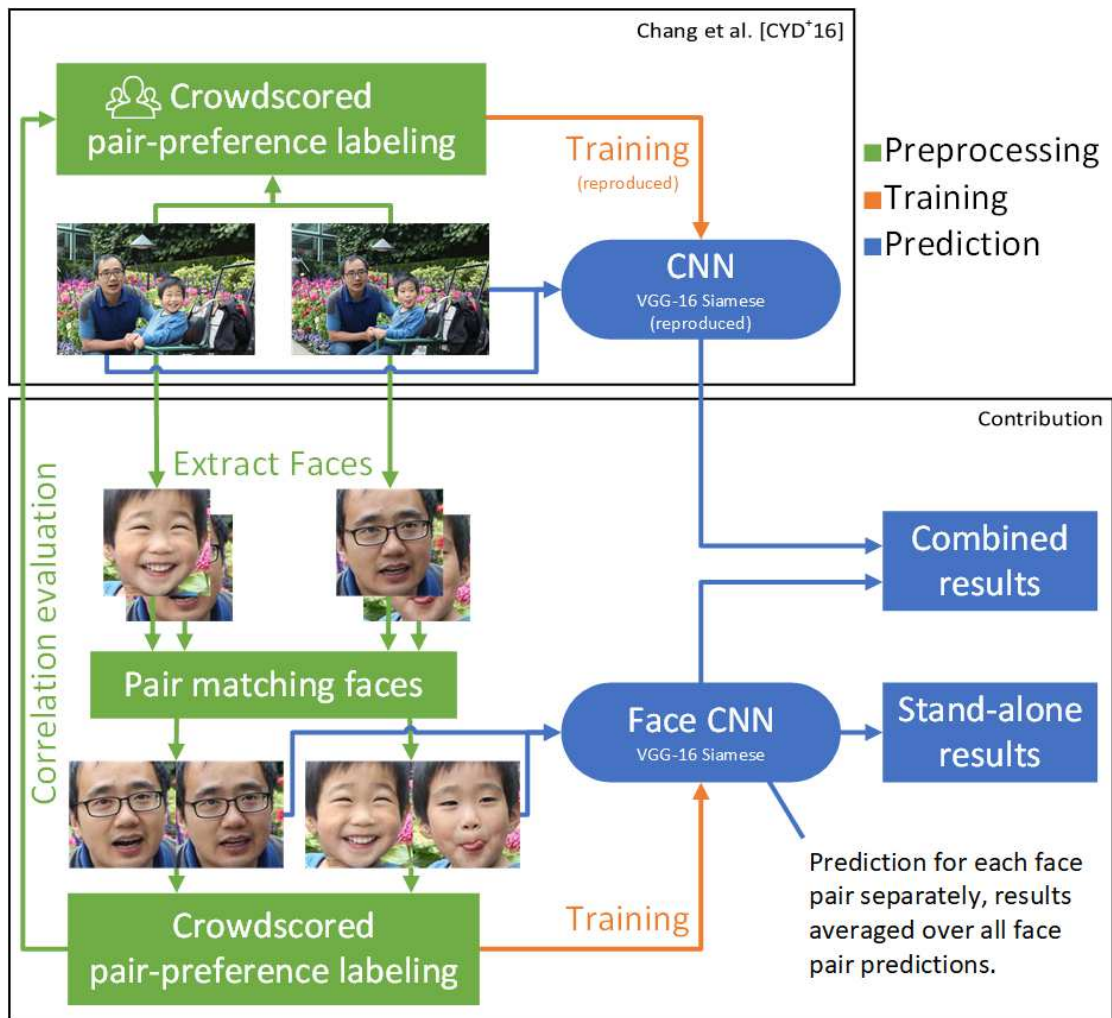 Chang et al. [CYD+16]
Crowdscored
pair-preference labeling
Training
(reproduced)
CNN
VGG-16 Siamese
(reproduced)
Preprocessing
Training
Prediction
Contribution
Correlation evaluation
Extract Faces
Pair matching faces
Combined
results
Face CNN
VGG-16 Siamese
Stand-alone
results
Prediction for each face
pair separately, results
averaged over all face
pair predictions.
Crowdscored
pair-preference labeling
Training